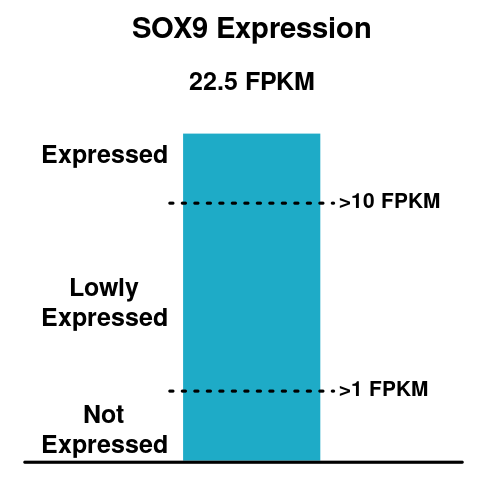 SOX9 Expression
22.5 FPKM
Expressed
>10 FPKM
Lowly
Expressed
>1 FPKM
Not
Expressed